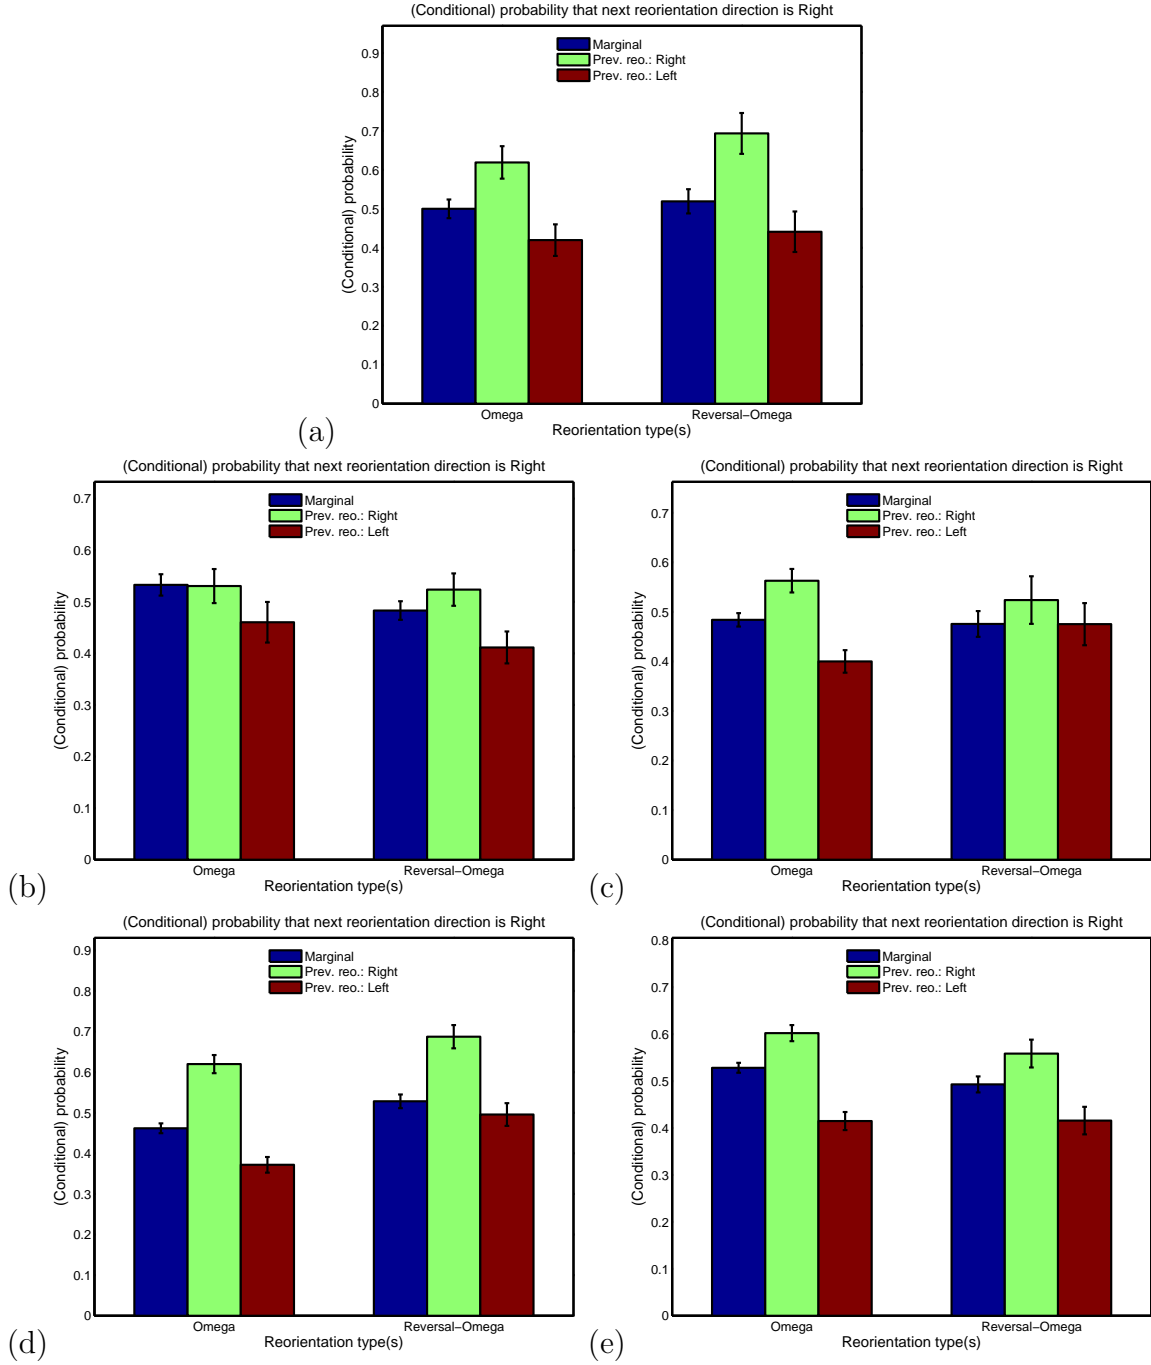 (Conditional) probability that next reorientation direction is Right
Marginal
Prev. reo.: Right
Prev. reo.: Left
0.9
0.8
0.7
0.6
0.5
0.4
0.3
0.2
0.1
0
(Conditional) probability
Omega
Reversal−Omega
Reorientation type(s)
(a)
(Conditional) probability that next reorientation direction is Right
Marginal
Prev. reo.: Right
Prev. reo.: Left
0.7
0.6
0.5
0.4
0.3
0.2
0.1
0
(Conditional) probability
Omega
Reversal−Omega
Reorientation type(s)
(b)
(Conditional) probability that next reorientation direction is Right
Marginal
Prev. reo.: Right
Prev. reo.: Left
0.7
0.6
0.5
0.4
0.3
0.2
0.1
0
(Conditional) probability
Omega
Reversal−Omega
Reorientation type(s)
(c)
(Conditional) probability that next reorientation direction is Right
Marginal
Prev. reo.: Right
Prev. reo.: Left
0.9
0.8
0.7
0.6
0.5
0.4
0.3
0.2
0.1
0
(Conditional) probability
Omega
Reversal−Omega
Reorientation type(s)
(d)
(Conditional) probability that next reorientation direction is Right
Marginal
Prev. reo.: Right
Prev. reo.: Left
0.8
0.7
0.6
0.5
0.4
0.3
0.2
0.1
0
(Conditional) probability
Omega
Reversal−Omega
Reorientation type(s)
(e)